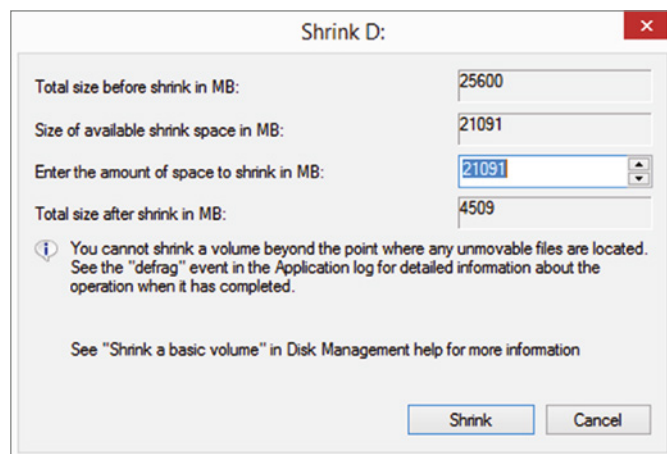 Shrink D:
Total size before shrink in MB: 25600
Size of available shrink space in MB: 21091
Enter the amount of space to shrink in MB: 21091
Total size after shrink in MB: 4509
You cannot shrink a volume beyond the point where any unmovable files are located.
See the "defrag" event in the Application log for detailed information about the
operation when it has completed.
See "Shrink a basic volume" in Disk Management help for more information
Shrink Cancel